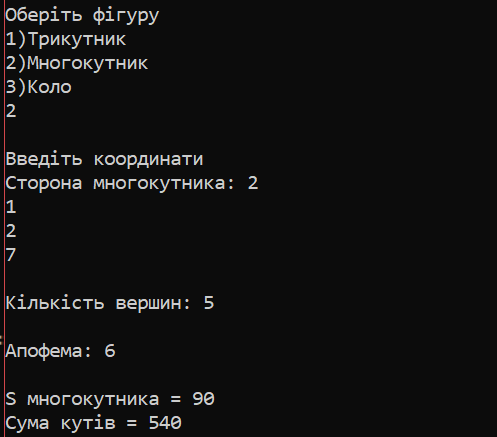 Оберіть фігуру
1)Трикутник
2)Многокутник
3)Коло
2
Введіть координати
Сторона многокутника: 2
1
2
7
Кількість вершин: 5
Апофема: 6
S многокутника = 90
Сума кутів = 540